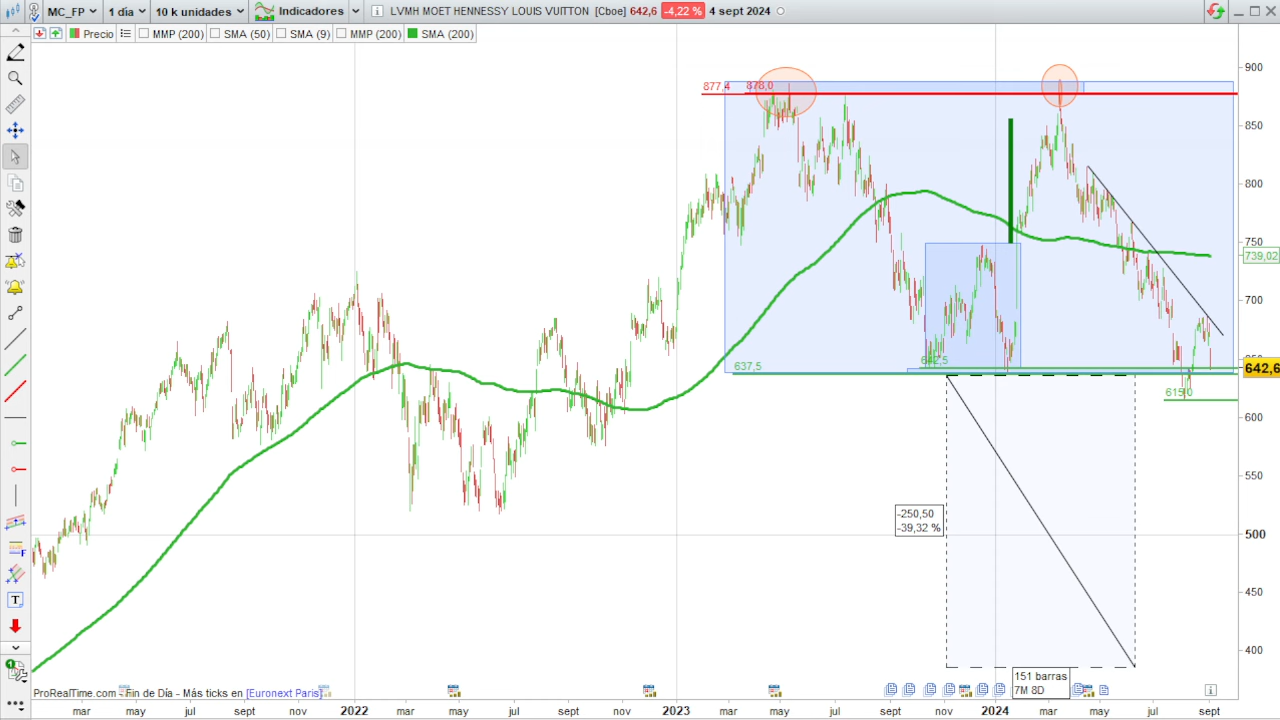 MC_FP 1 día 10 k unidades Indicadores LVMH MOET HENNESSY LOUIS VUITTON [Cboe] 642,6 -4,22 % 4 sept 2024
Precio MMP (200) SMA (50) SMA (9) MMP (200) SMA (200)
900
877,4 878,0
850
800
750
739,02
700
637,5 642,5
642,6
615,0
600
550
-250,50
-39,32 %
500
450
400
151 barras
7M 8D
ProRealTime.com - Fin de Día - Más ticks en [Euronext Paris]
mar may jul sept nov 2022 mar may jul sept nov 2023 mar may jul sept nov 2024 mar may jul sept
F
T
1
i